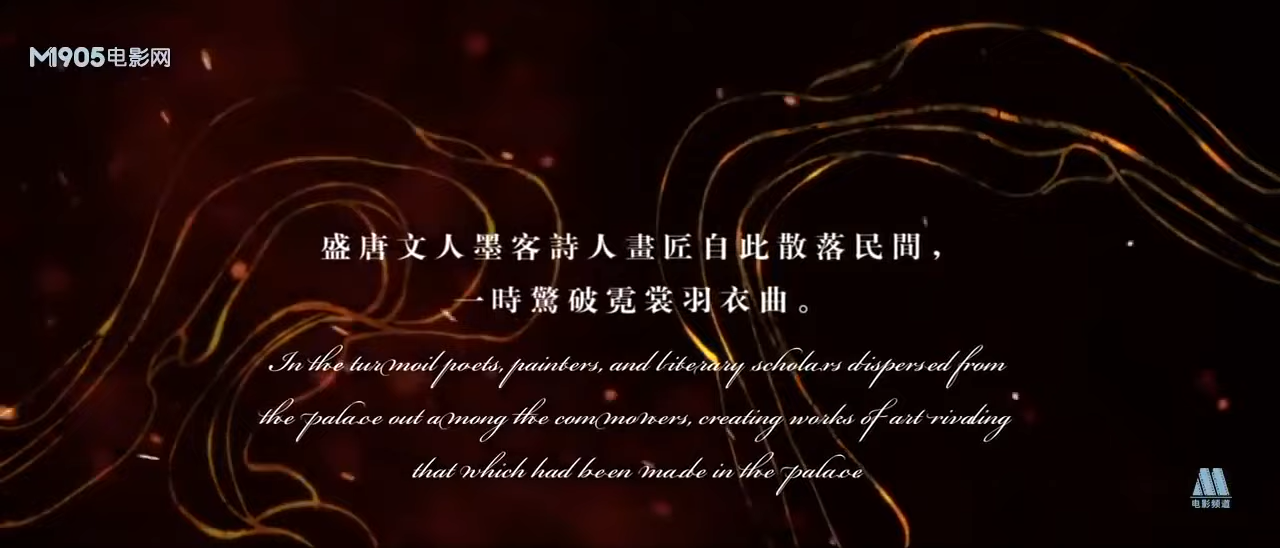 M1905电影网
盛唐文人墨客詩人畫匠自此散落民間，
一時驚破霓裳羽衣曲。
In the turmoil poets, painters, and literary scholars dispersed from
the palace out among the commoners, creating works of art rivaling
that which had been made in the palace
电影频道